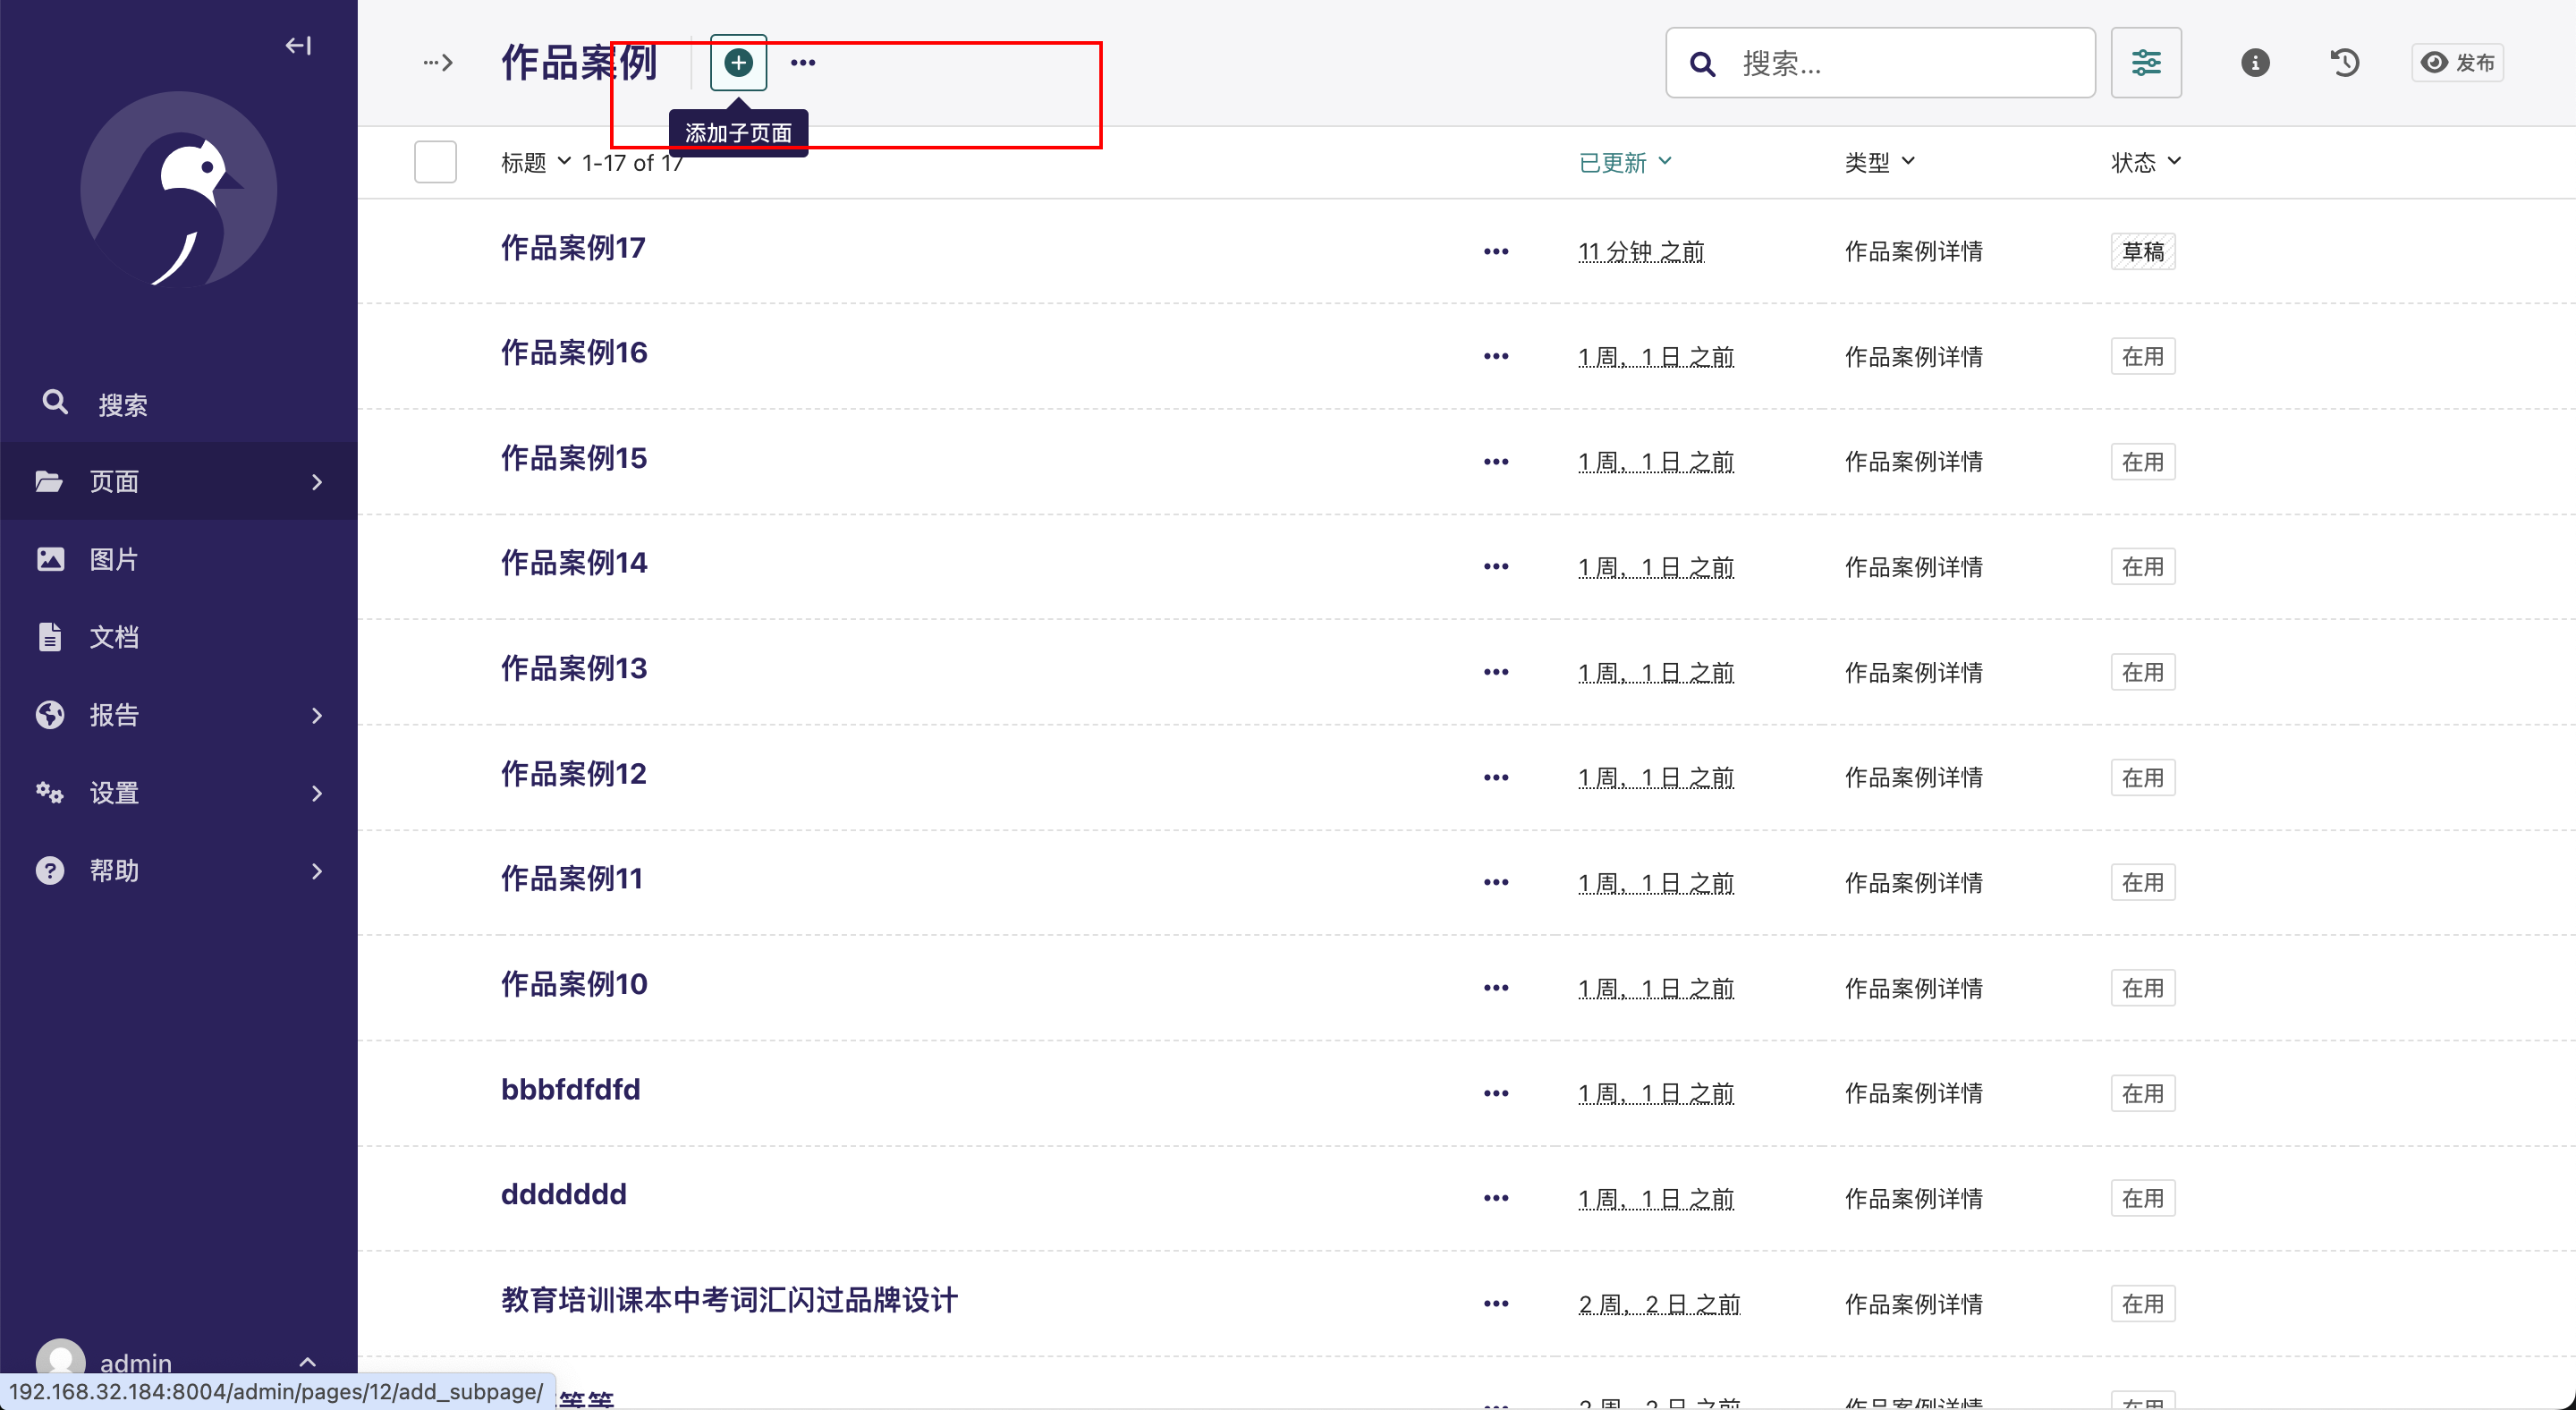 作品案例
搜索...
发布
添加子页面
标题 1-17 of 17 已更新 类型 状态
作品案例17 11 分钟 之前 作品案例详情 草稿
作品案例16 1 周，1 日 之前 作品案例详情 在用
作品案例15 1 周，1 日 之前 作品案例详情 在用
作品案例14 1 周，1 日 之前 作品案例详情 在用
作品案例13 1 周，1 日 之前 作品案例详情 在用
作品案例12 1 周，1 日 之前 作品案例详情 在用
作品案例11 1 周，1 日 之前 作品案例详情 在用
作品案例10 1 周，1 日 之前 作品案例详情 在用
bbbfdfdfd 1 周，1 日 之前 作品案例详情 在用
ddddddd 1 周，1 日 之前 作品案例详情 在用
教育培训课本中考词汇闪过品牌设计 2 周，2 日 之前 作品案例详情 在用
等等 2 周，2 日 之前 作品案例详情 在用
搜索
页面
图片
文档
报告
设置
帮助
admin
192.168.32.184:8004/admin/pages/12/add_subpage/